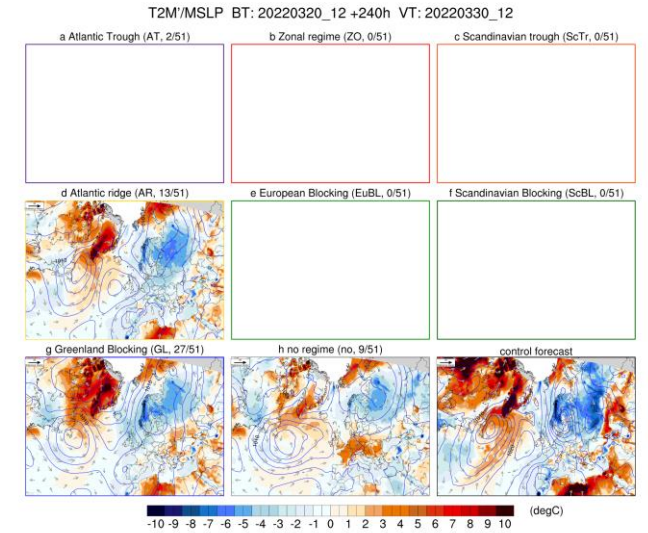 T2M'/MSLP BT: 20220320_12 +240h VT: 20220330_12
a Atlantic Trough (AT, 2/51)
b Zonal regime (ZO, 0/51)
c Scandinavian trough (ScTr, 0/51)
d Atlantic ridge (AR, 13/51)
e European Blocking (EuBL, 0/51)
f Scandinavian Blocking (ScBL, 0/51)
g Greenland Blocking (GL, 27/51)
h no regime (no, 9/51)
control forecast
(degC)
-10 -9 -8 -7 -6 -5 -4 -3 -2 -1 0 1 2 3 4 5 6 7 8 9 10